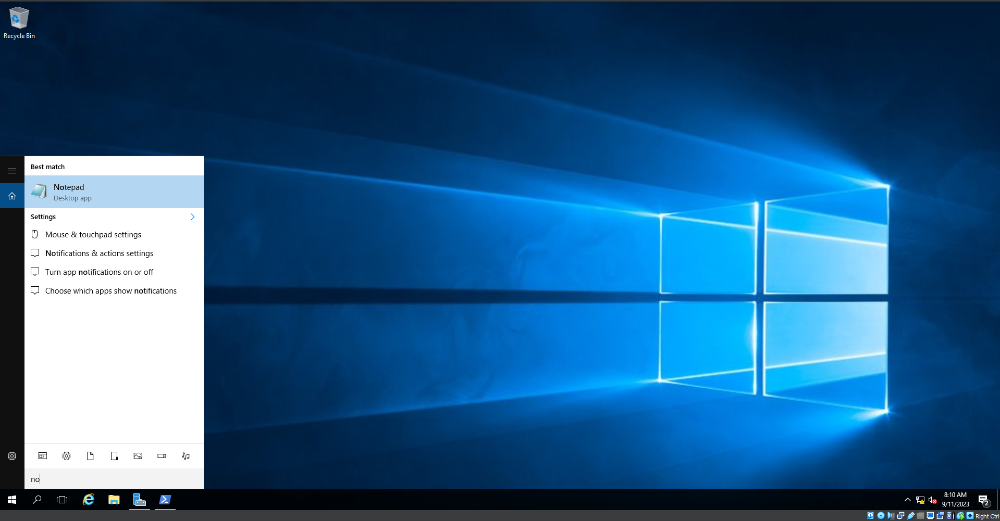 Recycle Bin
Best match
Notepad
Desktop app
Settings
Mouse & touchpad settings
Notifications & actions settings
Turn app notifications on or off
Choose which apps show notifications
no
8:10 AM
9/11/2023
2
Right Ctrl